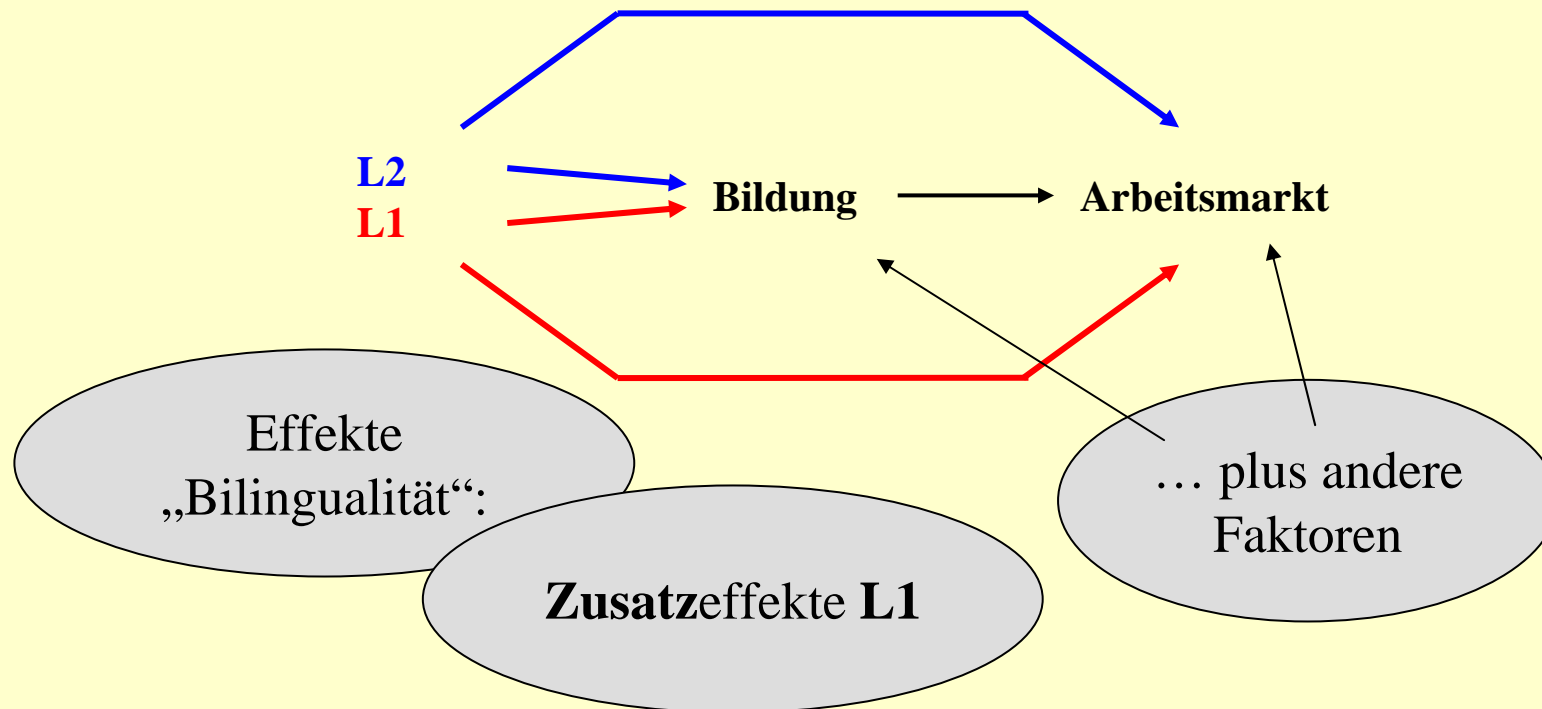 L2
L1
Bildung
Arbeitsmarkt
Effekte
„Bilingualität“:
Zusatzeffekte L1
… plus andere
Faktoren